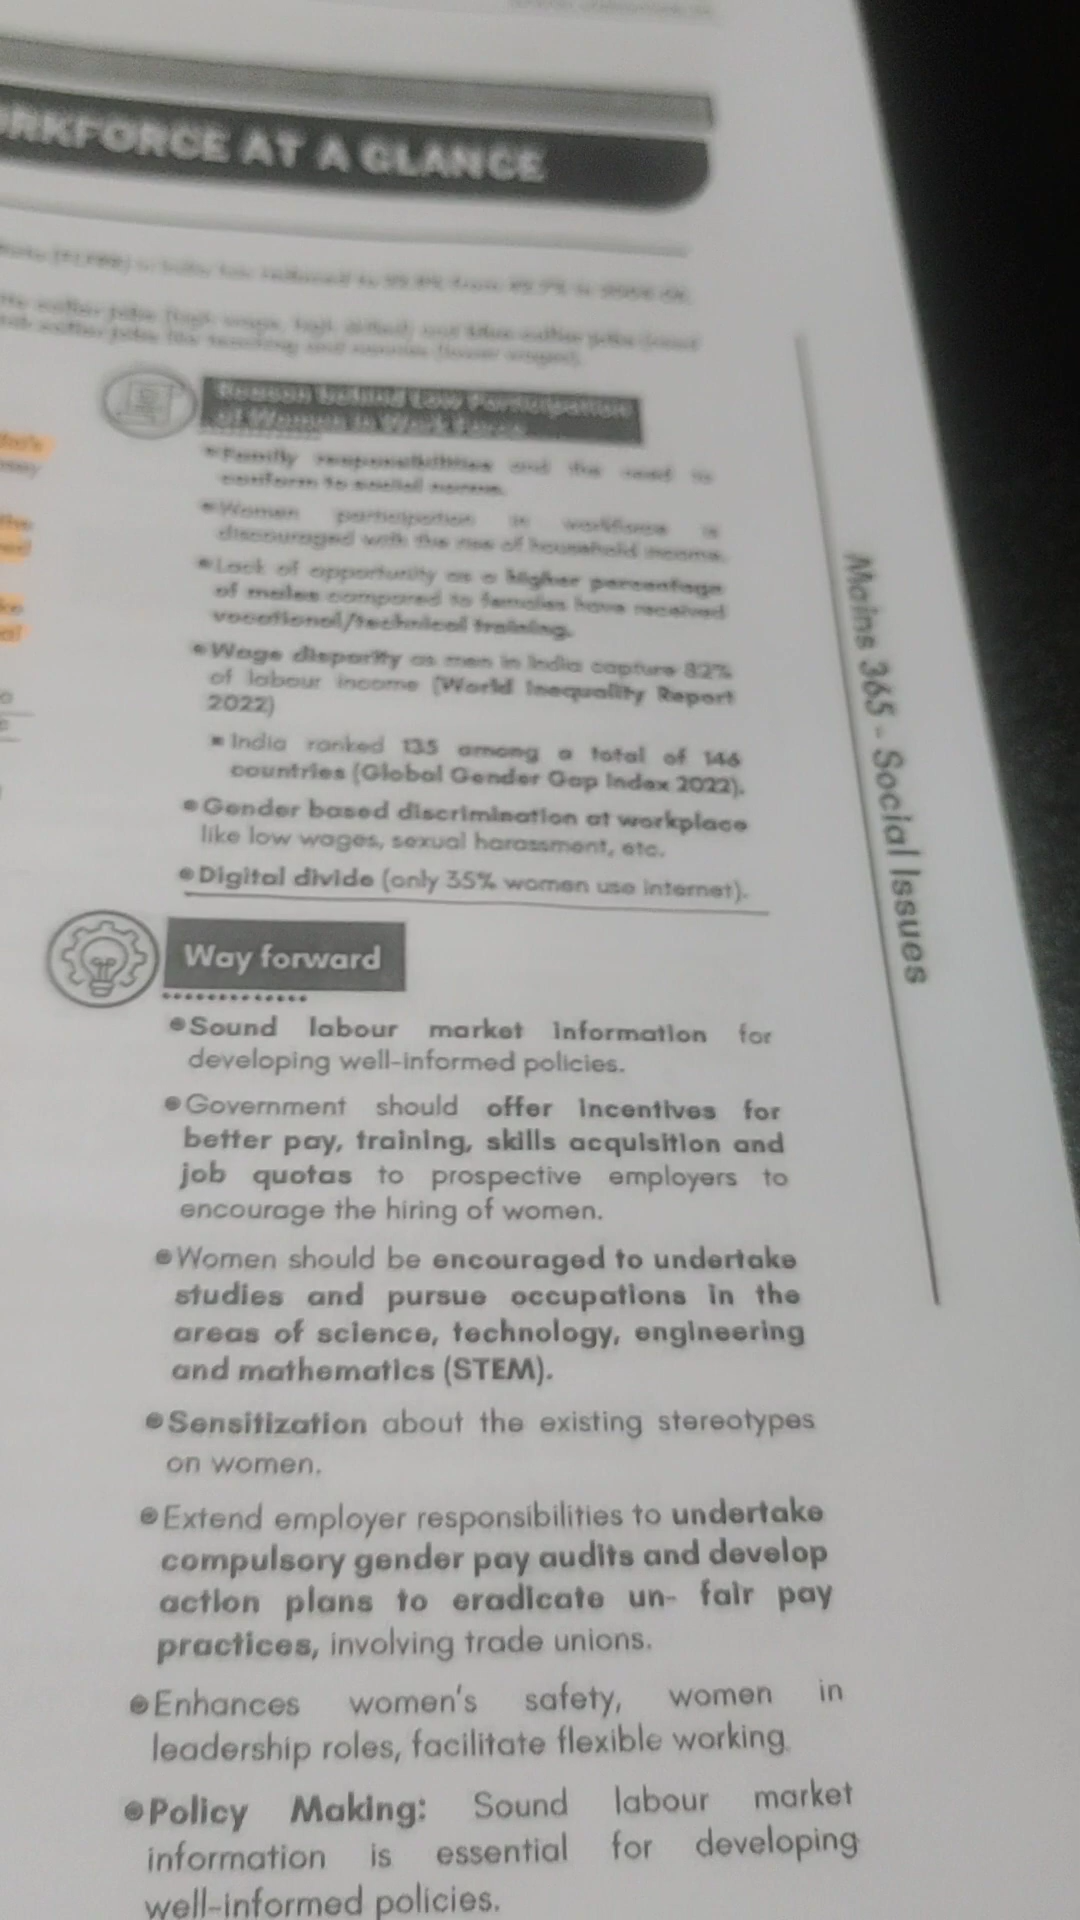 WORKFORCE AT A GLANCE
Reason behind Low Participation
of Women in Work Force
Family responsibilities and the need to
conform to social norms.
Women participation in workforce is
discouraged with the rise of household income.
Lack of opportunity as a higher percentage
of males compared to females have received
vocational/technical training.
Wage disparity as men in India capture 82%
of labour income (World Inequality Report
2022)
India ranked 135 among a total of 146
countries (Global Gender Gap Index 2022).
Gender based discrimination at workplace
like low wages, sexual harassment, etc.
Digital divide (only 35% women use internet).
Way forward
Sound labour market information for
developing well-informed policies.
Government should offer incentives for
better pay, training, skills acquisition and
job quotas to prospective employers to
encourage the hiring of women.
Women should be encouraged to undertake
studies and pursue occupations in the
areas of science, technology, engineering
and mathematics (STEM).
Sensitization about the existing stereotypes
on women.
Extend employer responsibilities to undertake
compulsory gender pay audits and develop
action plans to eradicate un- fair pay
practices, involving trade unions.
Enhances women's safety, women in
leadership roles, facilitate flexible working
Policy Making: Sound labour market
information is essential for developing
well-informed policies.
Mains 365 - Social Issues